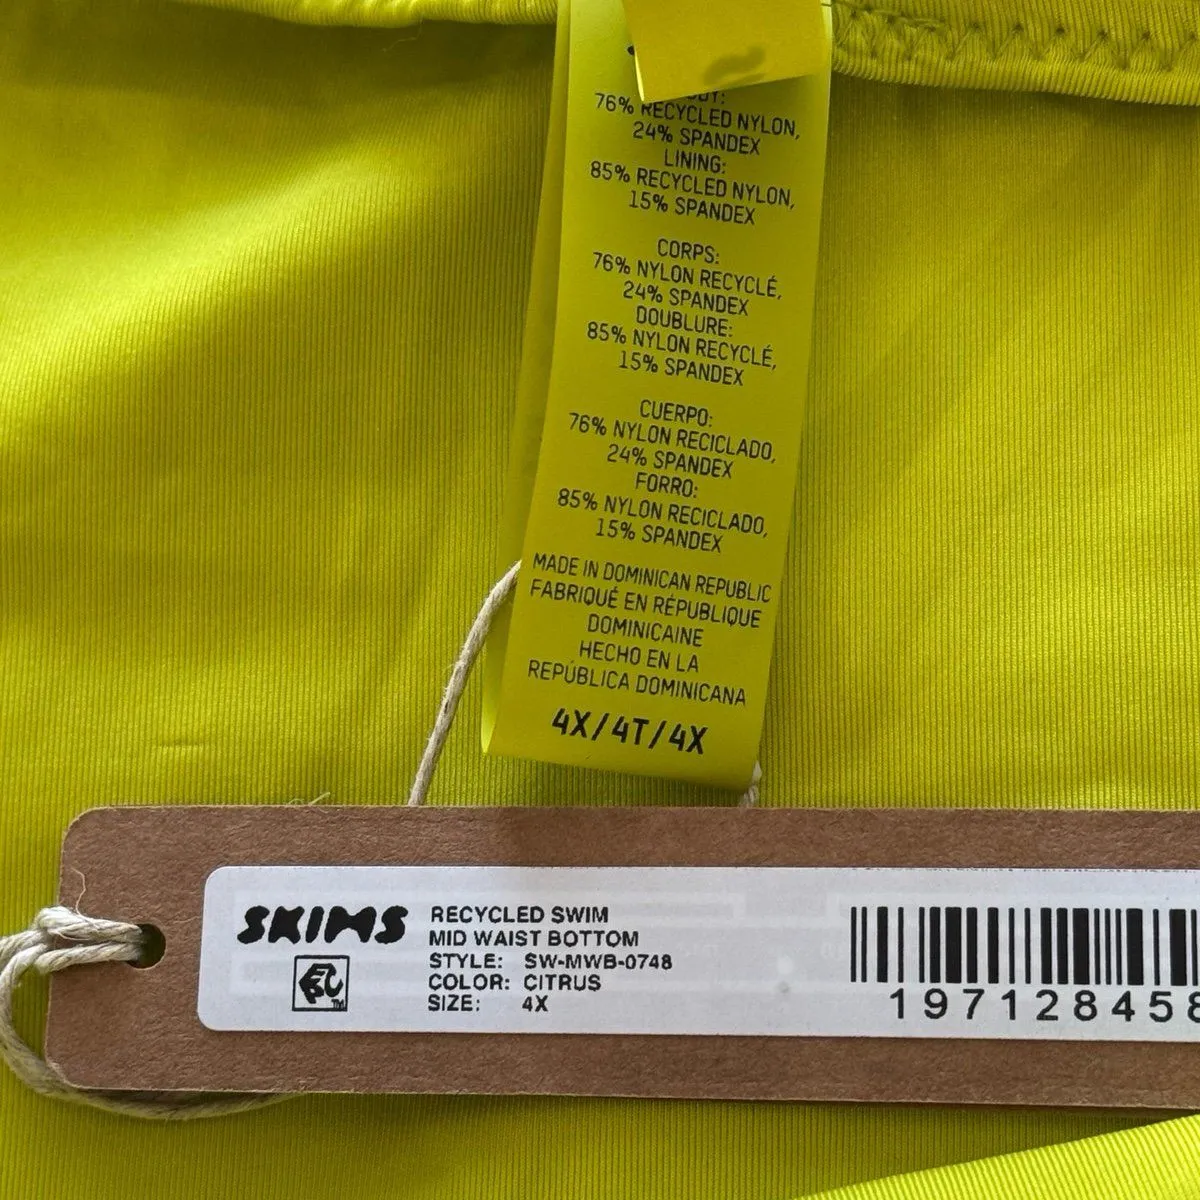 76% RECYCLED NYLON,
24% SPANDEX
LINING:
85% RECYCLED NYLON,
15% SPANDEX
CORPS:
76% NYLON RECYCLÉ,
24% SPANDEX
DOUBLURE:
85% NYLON RECYCLÉ,
15% SPANDEX
CUERPO:
76% NYLON RECICLADO,
24% SPANDEX
FORRO:
85% NYLON RECICLADO,
15% SPANDEX
MADE IN DOMINICAN REPUBLIC
FABRIQUÉ EN RÉPUBLIQUE
DOMINICAINE
HECHO EN LA
REPÚBLICA DOMINICANA
4X/4T/4X
SKIMS
RECYCLED SWIM
MID WAIST BOTTOM
STYLE: SW-MWB-0748
COLOR: CITRUS
SIZE: 4X
197128458